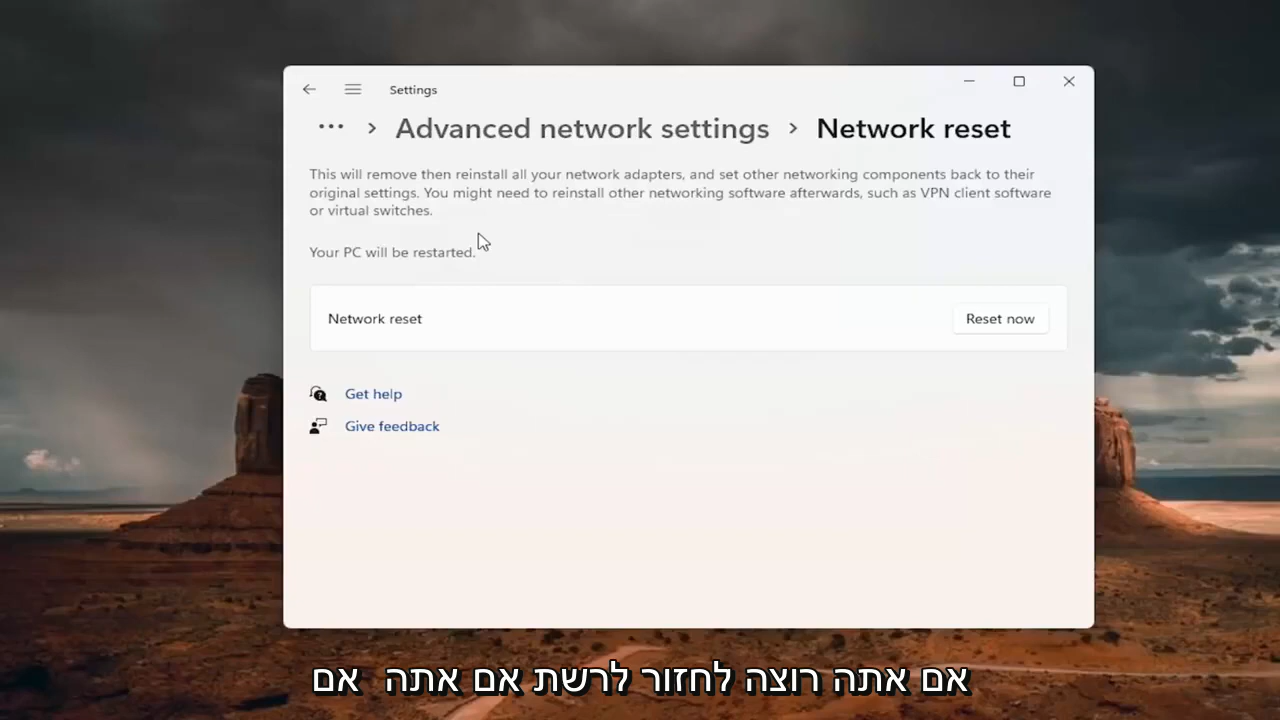 Settings
... > Advanced network settings > Network reset
This will remove then reinstall all your network adapters, and set other networking components back to their
original settings. You might need to reinstall other networking software afterwards, such as VPN client software
or virtual switches.
Your PC will be restarted.
Network reset
Reset now
Get help
Give feedback
אם אתה רוצה לחזור לרשת אם אתה  אם